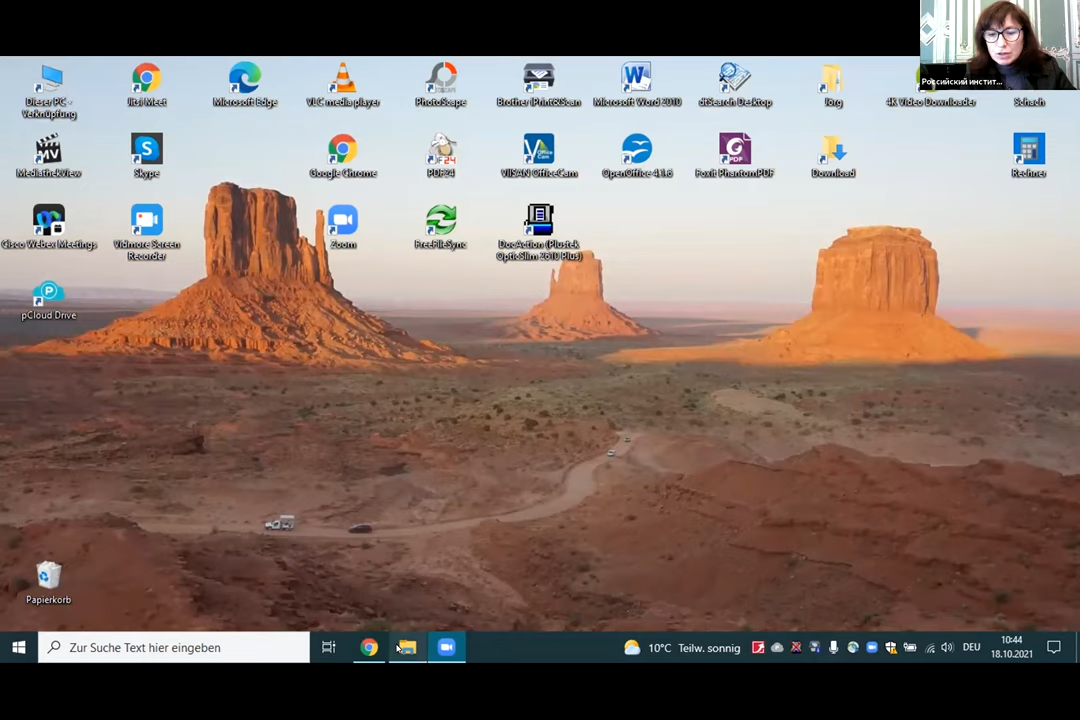 Российский инстит...
Dieser PC -
Verknüpfung
Jitsi Meet
Microsoft Edge
VLC media player
PhotoScape
Brother iPrint&Scan
Microsoft Word 2010
dtSearch Desktop
Jörg
4K Video Downloader
Schach
MediathekView
Skype
Google Chrome
PDF24
VIISAN OfficeCam
OpenOffice 4.1.6
Foxit PhantomPDF
Download
Rechner
Cisco Webex Meetings
Vidmore Screen
Recorder
Zoom
FreeFileSync
DocAction (Plustek
OpticSlim 2610 Plus)
pCloud Drive
Papierkorb
Zur Suche Text hier eingeben
10°C Teilw. sonnig
DEU
10:44
18.10.2021